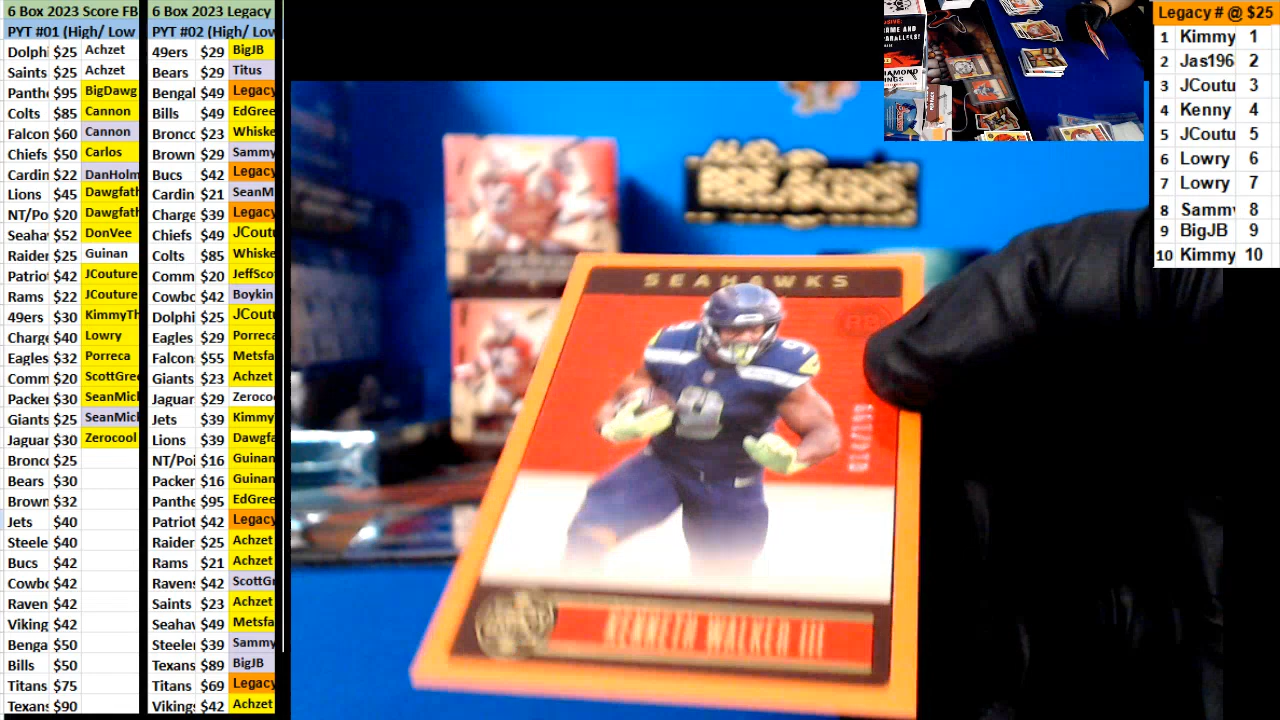 6 Box 2023 Score FB
PYT #01 (High/ Low
Dolph $25 Achzet
Saints $25 Achzet
Panthe $95 BigDawg
Colts $85 Cannon
Falcon $60 Cannon
Chiefs $50 Carlos
Cardin $22 DanHolm
Lions $45 Dawgfath
NT/Po $20 Dawgfath
Seaha $52 DonVee
Raider $25 Guinan
Patriot $42 JCouture
Rams $22 JCouture
49ers $30 KimmyTh
Charge $40 Lowry
Eagles $32 Porreca
Comm $20 ScottGree
Packer $30 SeanMich
Giants $25 SeanMich
Jaguar $30 Zerocool
Bronco $25
Bears $30
Brown $32
Jets $40
Steele $40
Bucs $42
Cowbo $42
Raven $42
Viking $42
Benga $50
Bills $50
Titans $75
Texans $90
6 Box 2023 Legacy
PYT #02 (High/ Low
49ers $29 BigJB
Bears $29 Titus
Bengal $49 Legacy
Bills $49 EdGree
Bronco $23 Whiske
Brown $29 Sammy
Bucs $42 Legacy
Cardin $21 SeanM
Charge $39 Legacy
Chiefs $49 JCoutu
Colts $85 Whiske
Comm $20 JeffSco
Cowbo $42 Boykin
Dolphi $25 JCoutu
Eagles $29 Porreca
Falcon $55 Metsfa
Giants $23 Achzet
Jaguar $29 Zeroco
Jets $39 Kimmy
Lions $39 Dawgfa
NT/Poi $16 Guinan
Packer $16 Guinan
Panthe $95 EdGree
Patriot $42 Legacy
Raider $25 Achzet
Rams $21 Achzet
Ravens $42 ScottGr
Saints $23 Achzet
Seahav $49 Metsfa
Steeler $39 Sammy
Texans $89 BigJB
Titans $69 Legacy
Vikings $42 Achzet
BREAKERS
SEAHAWKS
9
KENNETH WALKER III
Legacy # @ $25
1 Kimmy 1
2 Jas196 2
3 JCoutu 3
4 Kenny 4
5 JCoutu 5
6 Lowry 6
7 Lowry 7
8 Samm 8
9 BigJB 9
10 Kimmy 10